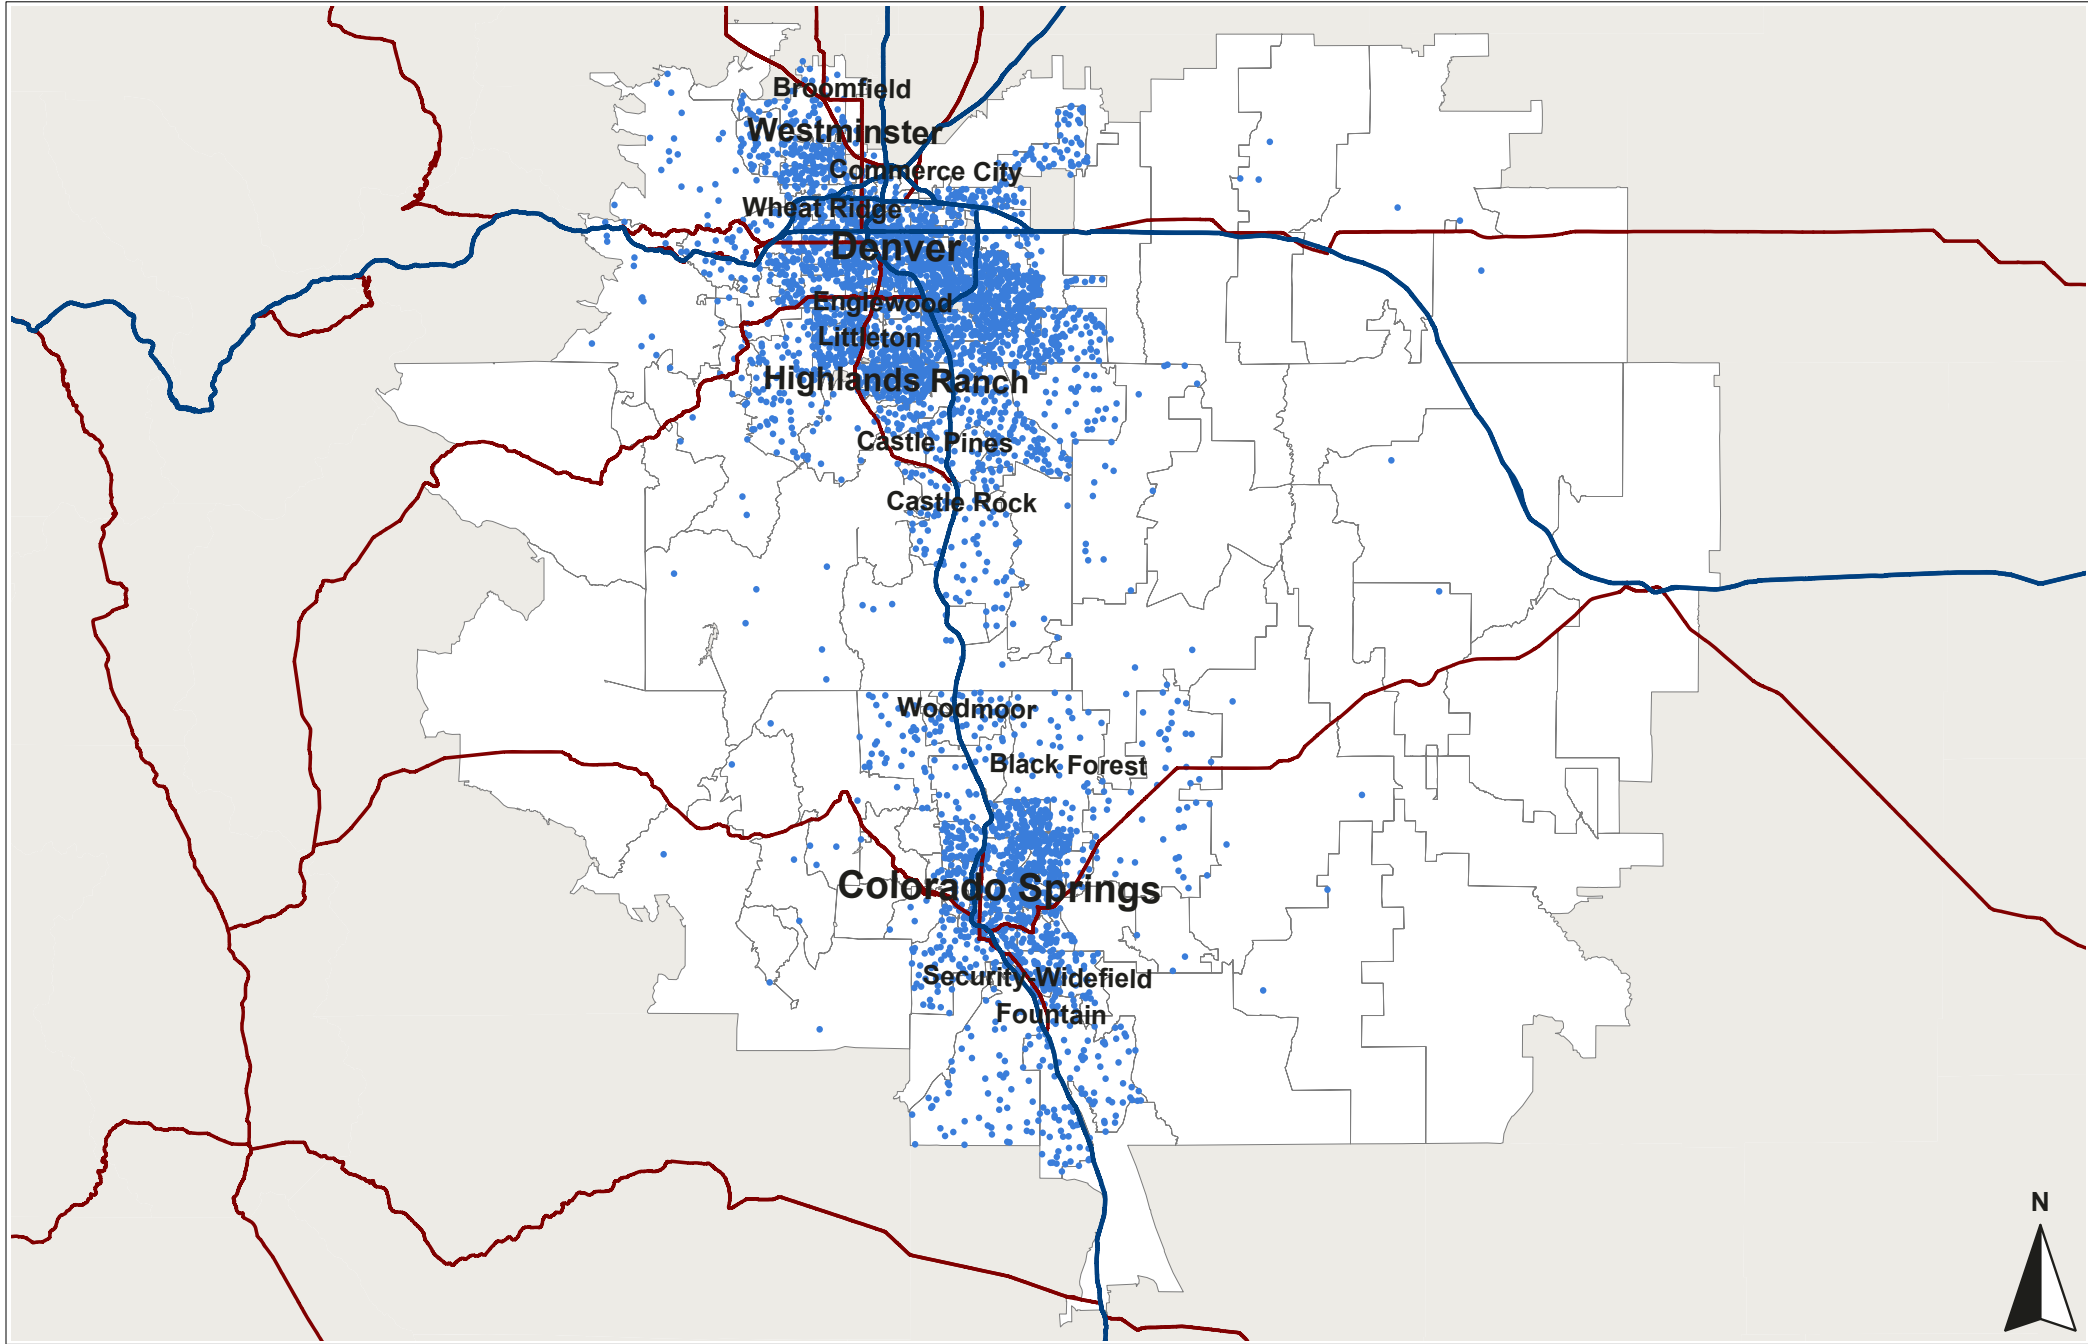 Broomfield
Westminster
Commerce City
Wheat Ridge
Denver
Englewood
Littleton
Highlands Ranch
Castle Pines
Castle Rock
Woodmoor
Black Forest
Colorado Springs
Security-Widefield
Fountain
N